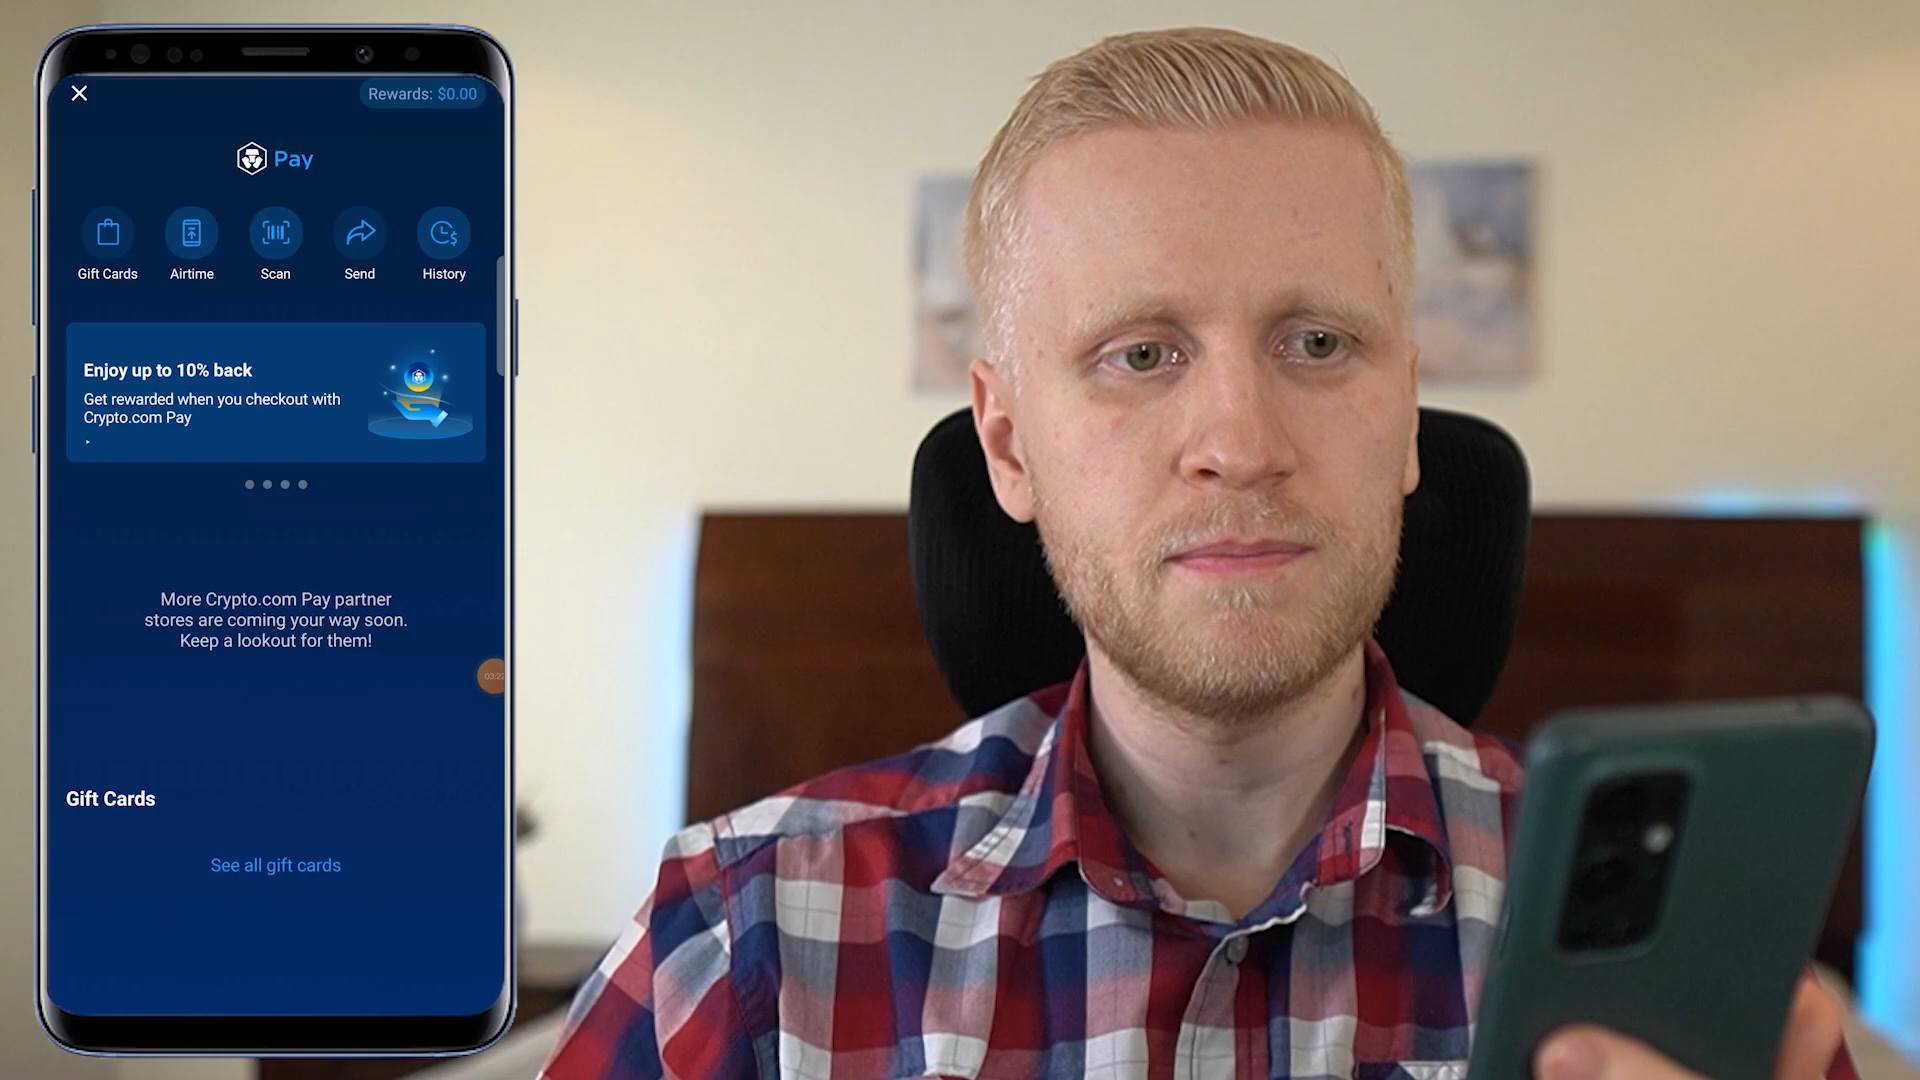 Rewards: $0.00
Pay
Gift Cards
Airtime
Scan
Send
History
Enjoy up to 10% back
Get rewarded when you checkout with
Crypto.com Pay
More Crypto.com Pay partner
stores are coming your way soon.
Keep a lookout for them!
Gift Cards
See all gift cards